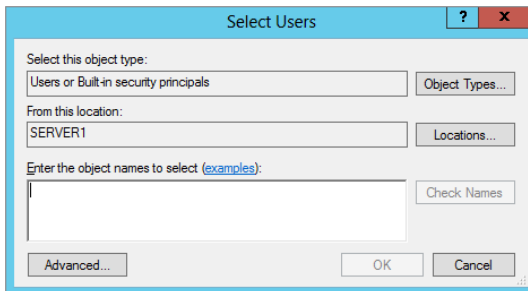 Select Users
?
x
Select this object type:
Users or Built-in security principals
Object Types...
From this location:
SERVER1
Locations...
Enter the object names to select (examples):
Check Names
Advanced...
OK
Cancel